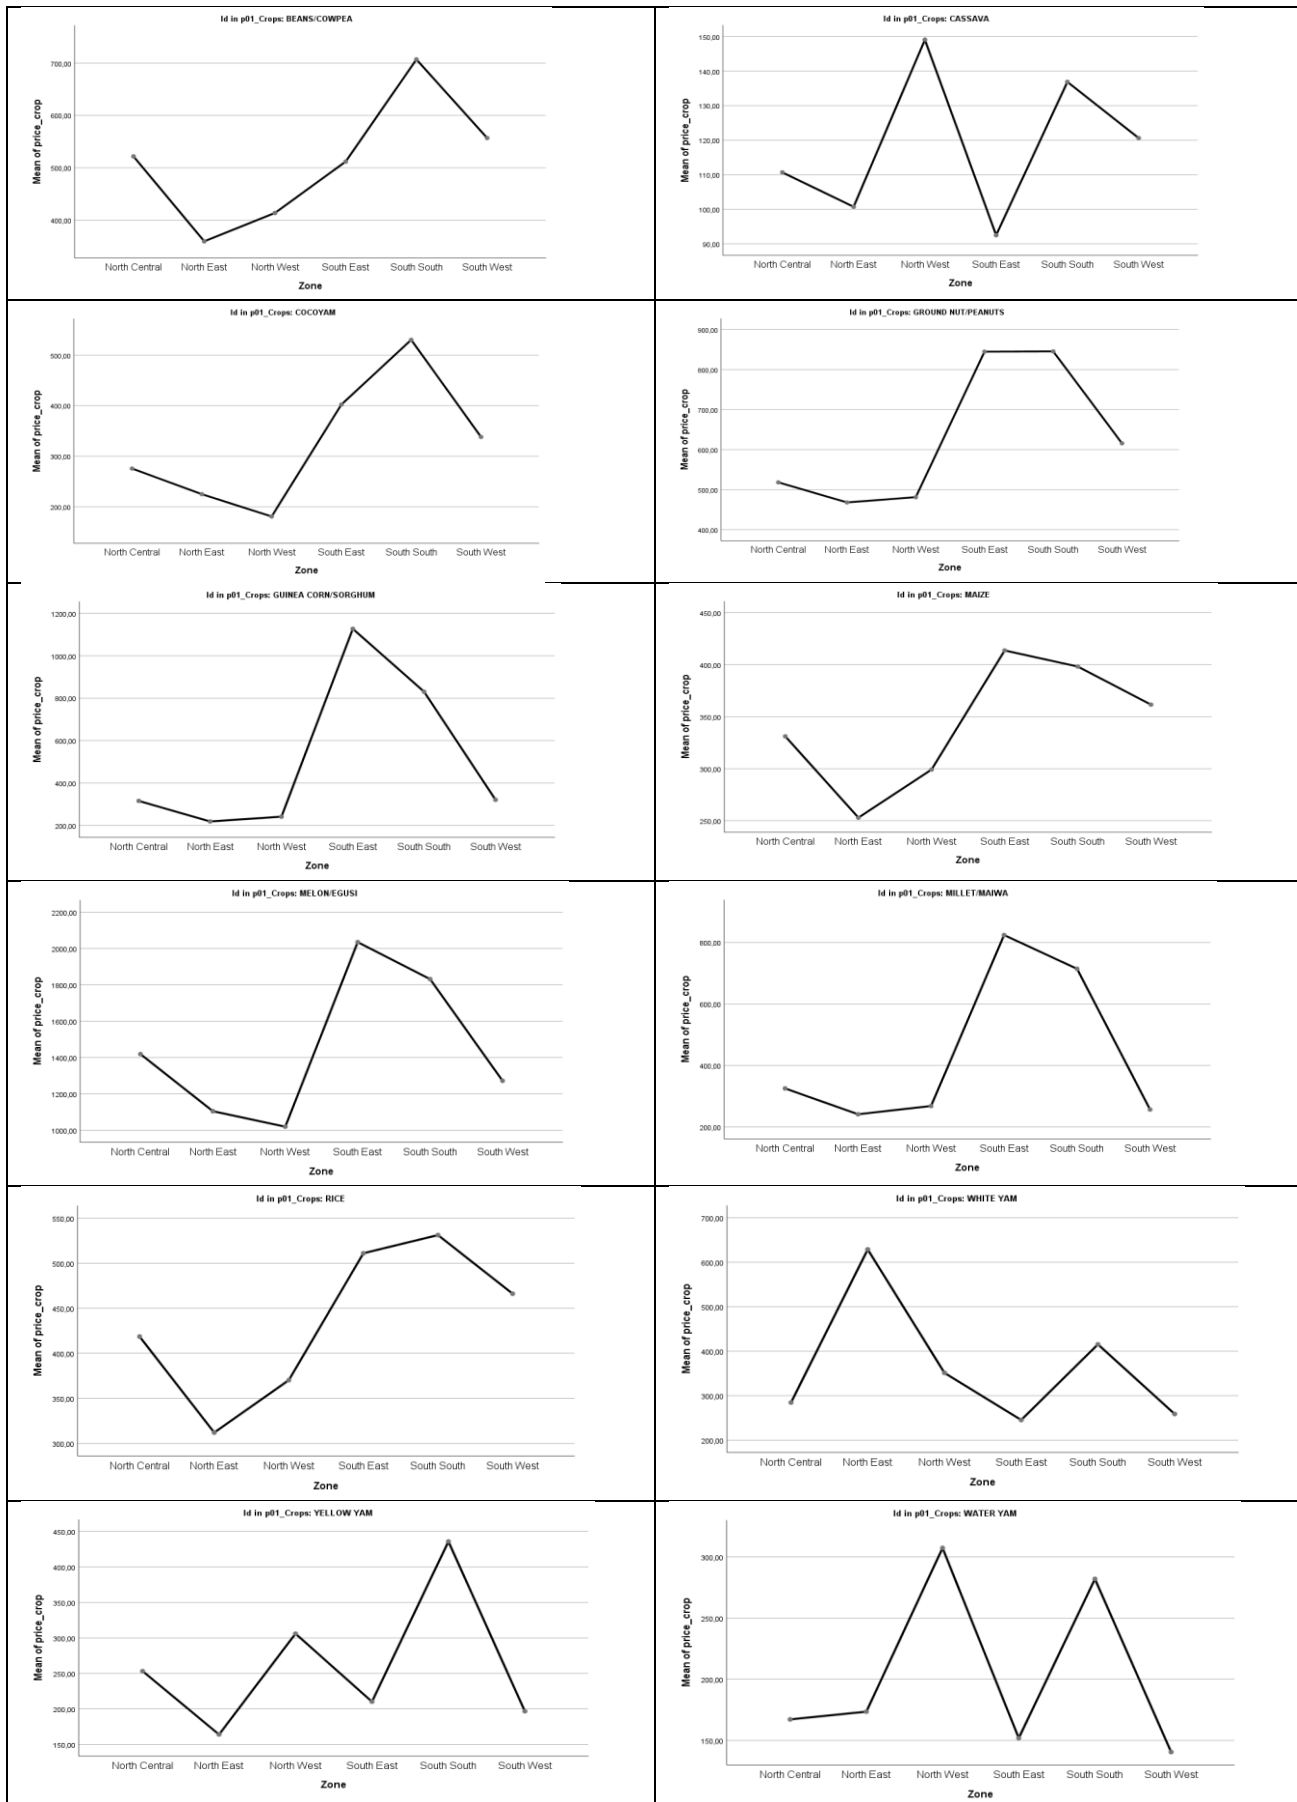 Id in p01_Crops: BEANS/COWPEA
Mean of price_crop
700,00
600,00
500,00
400,00
North Central North East North West South East South South South West
Zone
Id in p01_Crops: CASSAVA
Mean of price_crop
150,00
140,00
130,00
120,00
110,00
100,00
90,00
North Central North East North West South East South South South West
Zone
Id in p01_Crops: COCOYAM
Mean of price_crop
500,00
400,00
300,00
200,00
North Central North East North West South East South South South West
Zone
Id in p01_Crops: GROUND NUT/PEANUTS
Mean of price_crop
900,00
800,00
700,00
600,00
500,00
400,00
North Central North East North West South East South South South West
Zone
Id in p01_Crops: GUINEA CORN/SORGHUM
Mean of price_crop
1200,00
1000,00
800,00
600,00
400,00
200,00
North Central North East North West South East South South South West
Zone
Id in p01_Crops: MAIZE
Mean of price_crop
450,00
400,00
350,00
300,00
250,00
North Central North East North West South East South South South West
Zone
Id in p01_Crops: MELON/EGUSI
Mean of price_crop
2200,00
2000,00
1800,00
1600,00
1400,00
1200,00
1000,00
North Central North East North West South East South South South West
Zone
Id in p01_Crops: MILLET/MAIWA
Mean of price_crop
800,00
600,00
400,00
200,00
North Central North East North West South East South South South West
Zone
Id in p01_Crops: RICE
Mean of price_crop
550,00
500,00
450,00
400,00
350,00
300,00
North Central North East North West South East South South South West
Zone
Id in p01_Crops: WHITE YAM
Mean of price_crop
700,00
600,00
500,00
400,00
300,00
200,00
North Central North East North West South East South South South West
Zone
Id in p01_Crops: YELLOW YAM
Mean of price_crop
450,00
400,00
350,00
300,00
250,00
200,00
150,00
North Central North East North West South East South South South West
Zone
Id in p01_Crops: WATER YAM
Mean of price_crop
300,00
250,00
200,00
150,00
North Central North East North West South East South South South West
Zone